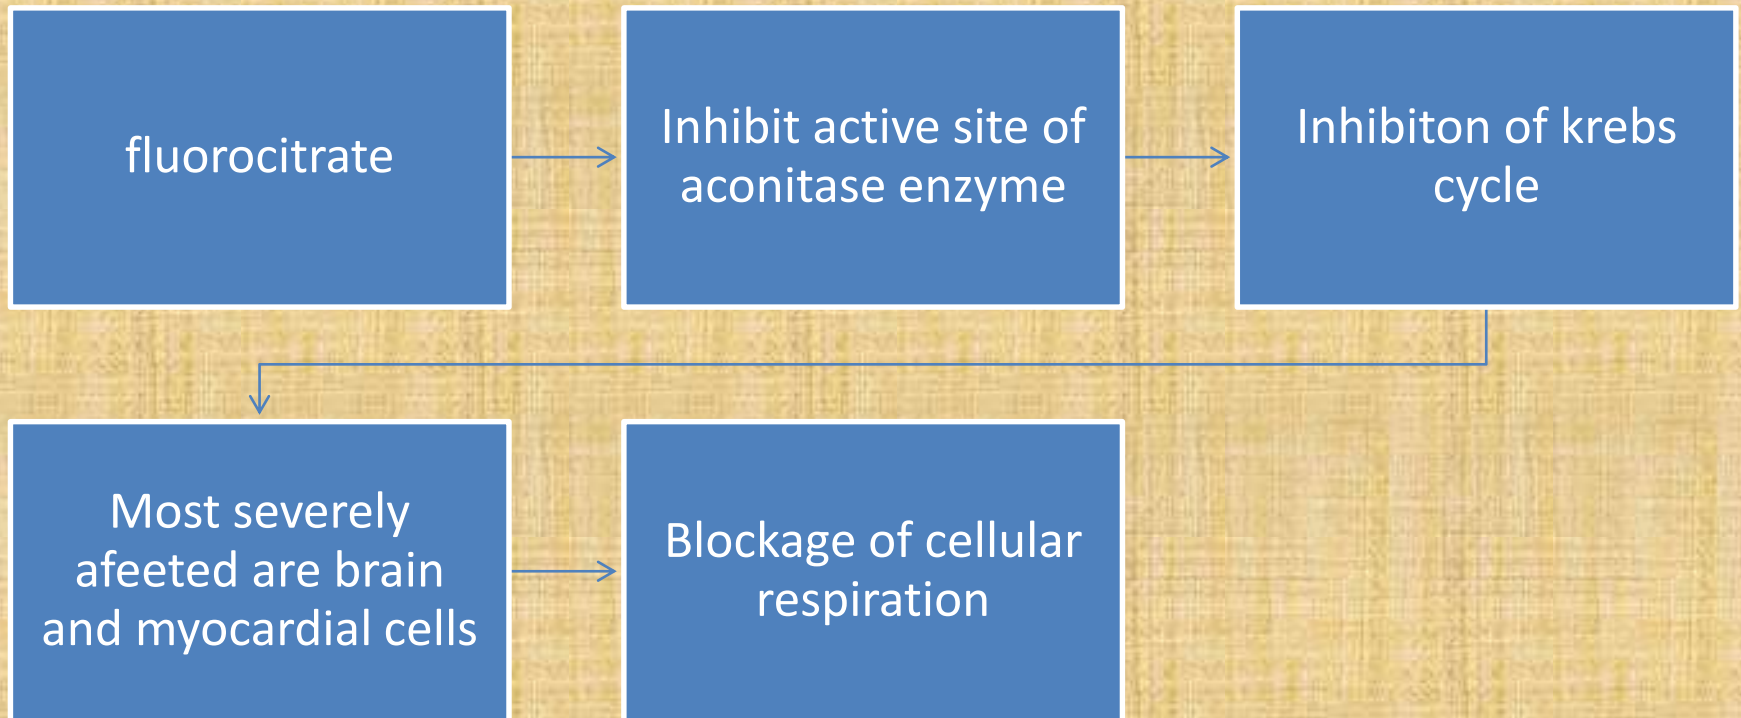 fluorocitrate
Inhibit active site of
aconitase enzyme
Inhibiton of krebs
cycle
Most severely
afeeted are brain
and myocardial cells
Blockage of cellular
respiration